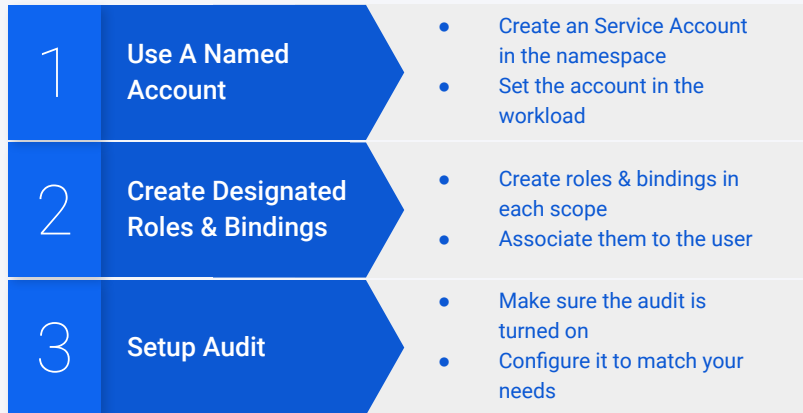 1
Use A Named
Account
● Create an Service Account
in the namespace
● Set the account in the
workload
2
Create Designated
Roles & Bindings
● Create roles & bindings in
each scope
● Associate them to the user
3
Setup Audit
● Make sure the audit is
turned on
● Configure it to match your
needs